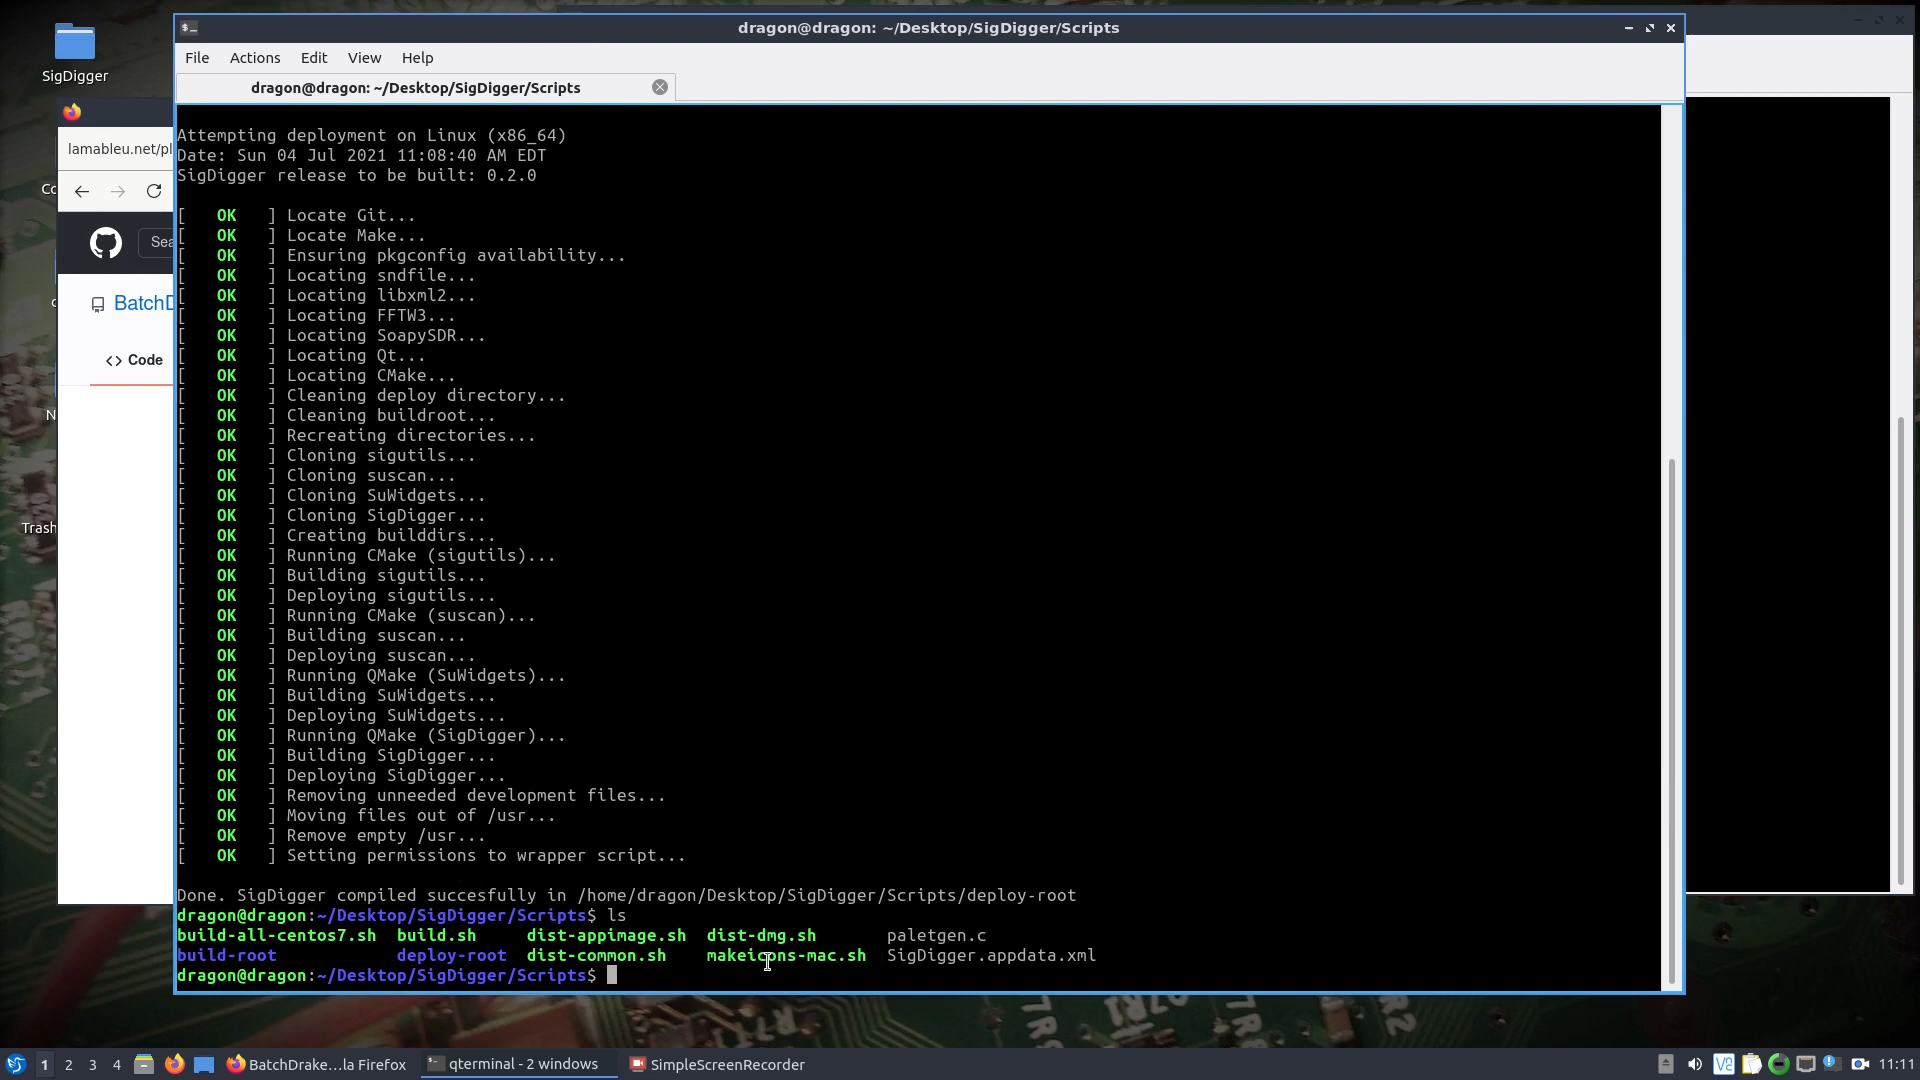 SigDigger
dragon@dragon: ~/Desktop/SigDigger/Scripts
File Actions Edit View Help
dragon@dragon: ~/Desktop/SigDigger/Scripts
lamableu.net/pl
BatchD
Code
Trash
Attempting deployment on Linux (x86_64)
Date: Sun 04 Jul 2021 11:08:40 AM EDT
SigDigger release to be built: 0.2.0
[ OK ] Locate Git...
[ OK ] Locate Make...
[ OK ] Ensuring pkgconfig availability...
[ OK ] Locating sndfile...
[ OK ] Locating libxml2...
[ OK ] Locating FFTW3...
[ OK ] Locating SoapySDR...
[ OK ] Locating Qt...
[ OK ] Locating CMake...
[ OK ] Cleaning deploy directory...
[ OK ] Cleaning buildroot...
[ OK ] Recreating directories...
[ OK ] Cloning sigutils...
[ OK ] Cloning suscan...
[ OK ] Cloning SuWidgets...
[ OK ] Cloning SigDigger...
[ OK ] Creating builddirs...
[ OK ] Running CMake (sigutils)...
[ OK ] Building sigutils...
[ OK ] Deploying sigutils...
[ OK ] Running CMake (suscan)...
[ OK ] Building suscan...
[ OK ] Deploying suscan...
[ OK ] Running QMake (SuWidgets)...
[ OK ] Building SuWidgets...
[ OK ] Deploying SuWidgets...
[ OK ] Running QMake (SigDigger)...
[ OK ] Building SigDigger...
[ OK ] Deploying SigDigger...
[ OK ] Removing unneeded development files...
[ OK ] Moving files out of /usr...
[ OK ] Remove empty /usr...
[ OK ] Setting permissions to wrapper script...
Done. SigDigger compiled succesfully in /home/dragon/Desktop/SigDigger/Scripts/deploy-root
dragon@dragon:~/Desktop/SigDigger/Scripts$ ls
build-all-centos7.sh build.sh dist-appimage.sh dist-dmg.sh paletgen.c
build-root deploy-root dist-common.sh makeicons-mac.sh SigDigger.appdata.xml
dragon@dragon:~/Desktop/SigDigger/Scripts$
1 2 3 4 BatchDrake...la Firefox qterminal - 2 windows SimpleScreenRecorder 11:11